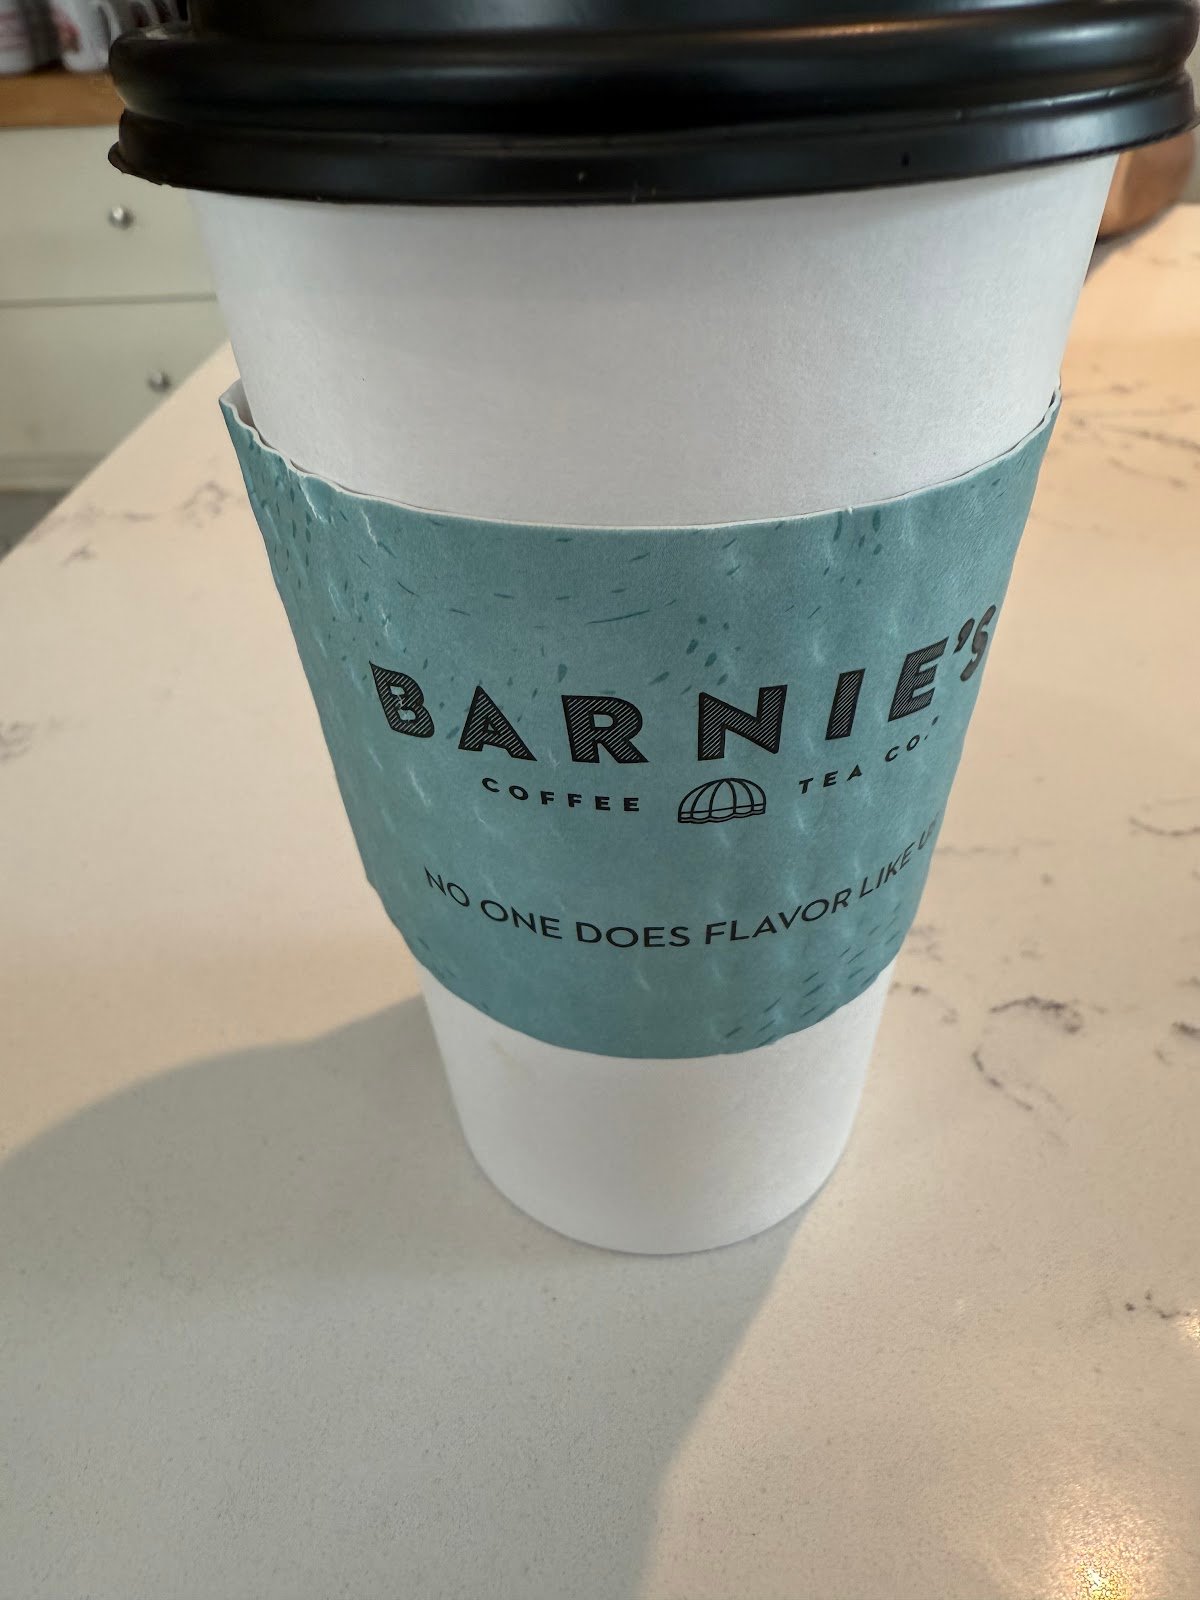 BARNIE'S
COFFEE TEA CO.
NO ONE DOES FLAVOR LIKE